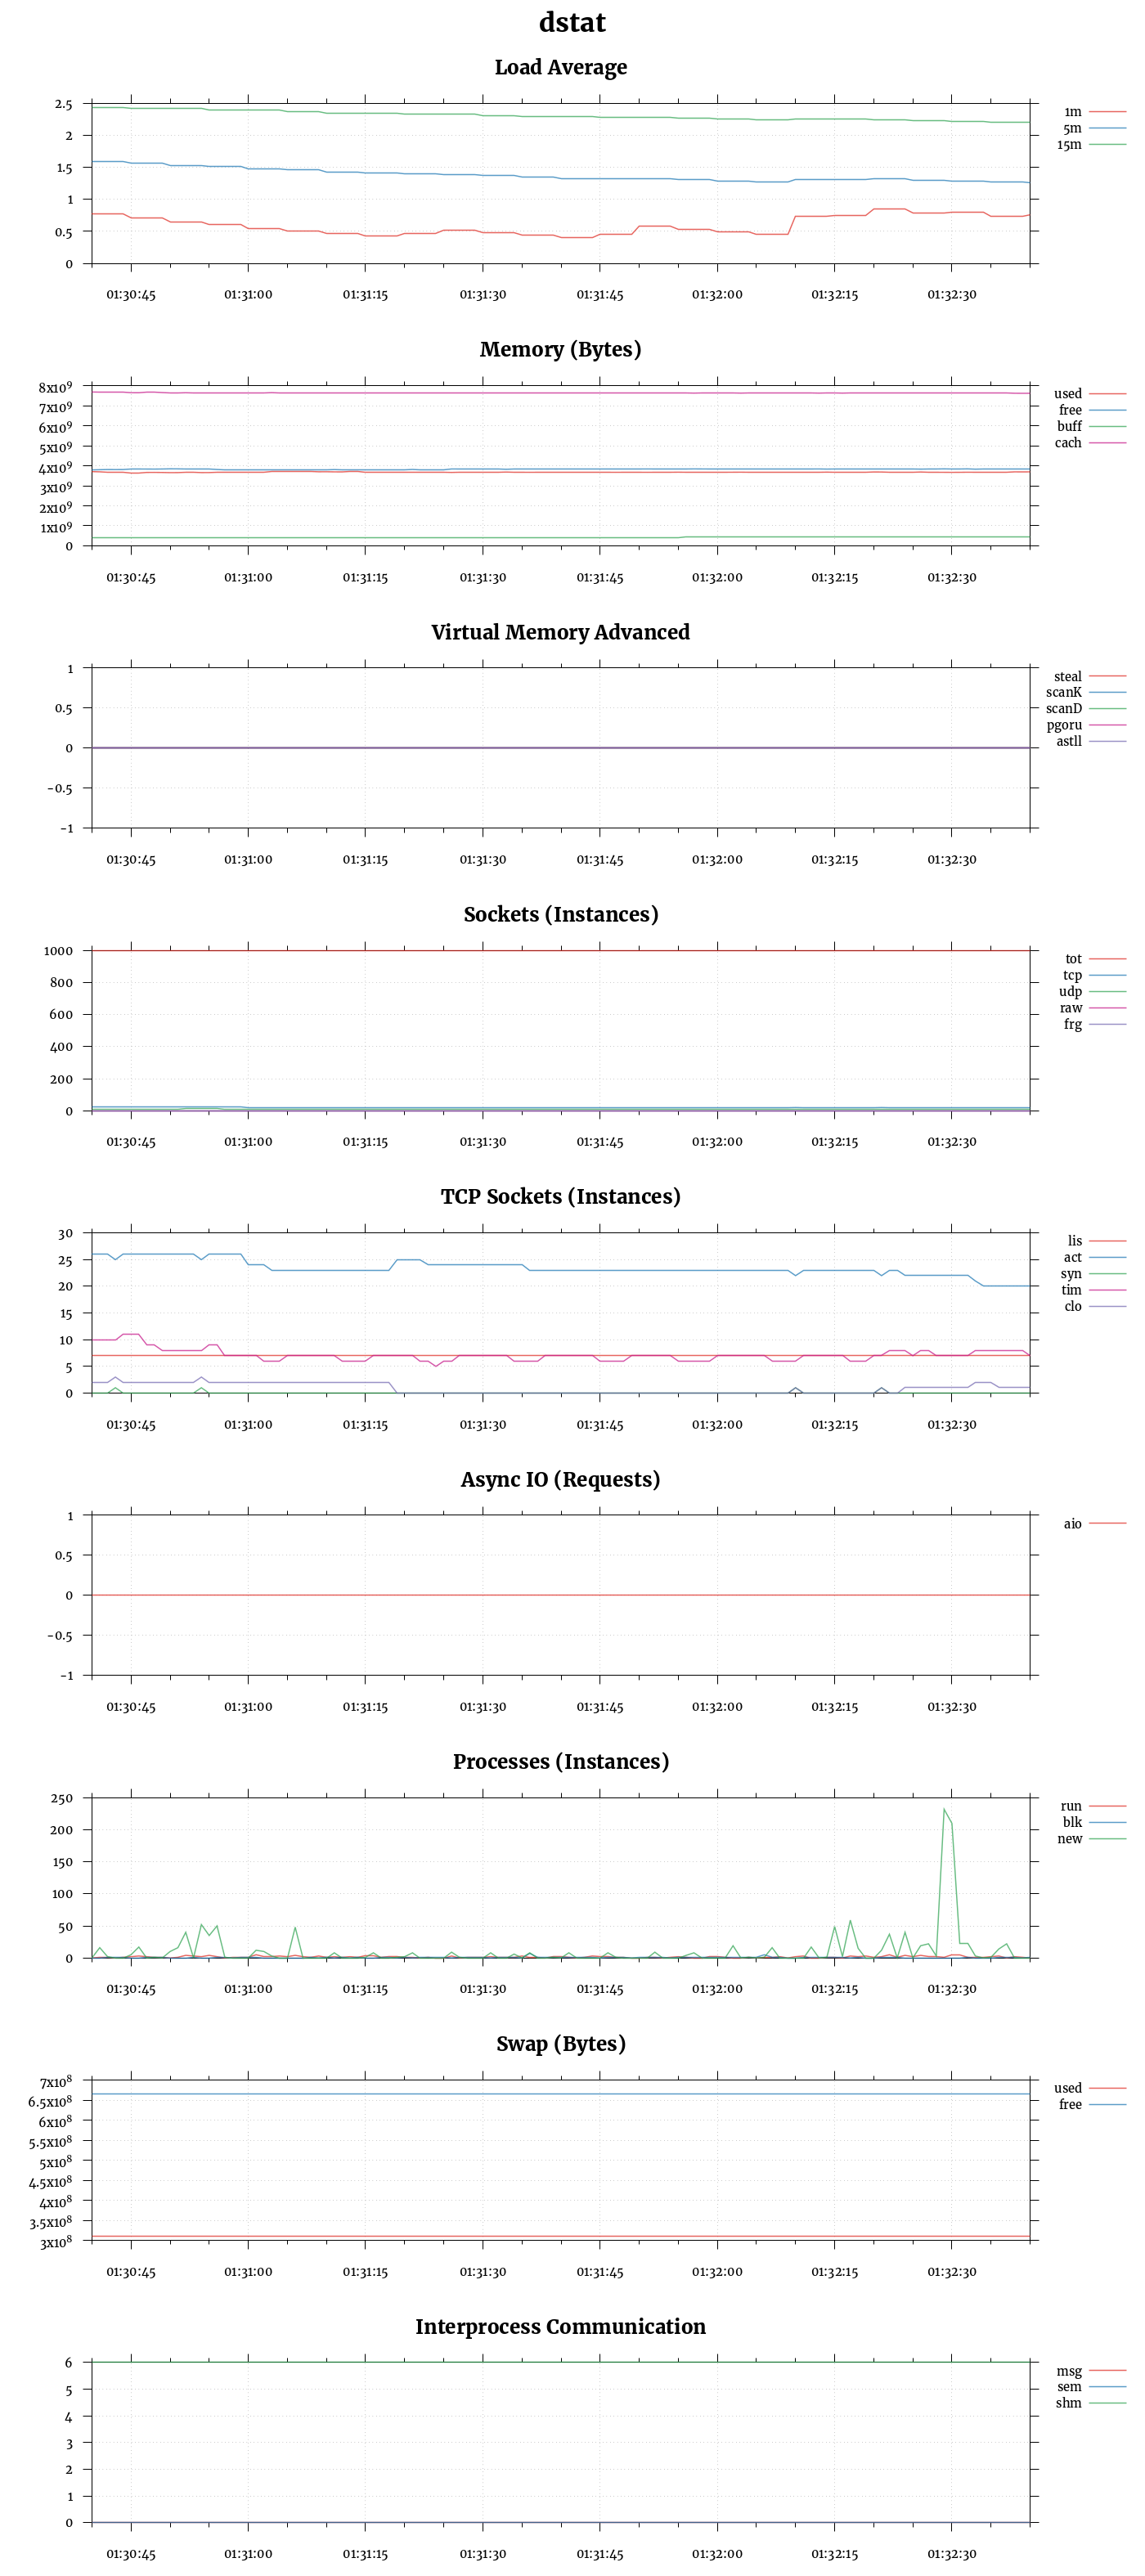 dstat
Load Average
2.5
2
1.5
1
0.5
0
01:30:45 01:31:00 01:31:15 01:31:30 01:31:45 01:32:00 01:32:15 01:32:30
1m
5m
15m
Memory (Bytes)
8x10⁹
7x10⁹
6x10⁹
5x10⁹
4x10⁹
3x10⁹
2x10⁹
1x10⁹
0
01:30:45 01:31:00 01:31:15 01:31:30 01:31:45 01:32:00 01:32:15 01:32:30
used
free
buff
cach
Virtual Memory Advanced
1
0.5
0
-0.5
-1
01:30:45 01:31:00 01:31:15 01:31:30 01:31:45 01:32:00 01:32:15 01:32:30
steal
scanK
scanD
pgoru
astll
Sockets (Instances)
1000
800
600
400
200
0
01:30:45 01:31:00 01:31:15 01:31:30 01:31:45 01:32:00 01:32:15 01:32:30
tot
tcp
udp
raw
frg
TCP Sockets (Instances)
30
25
20
15
10
5
0
01:30:45 01:31:00 01:31:15 01:31:30 01:31:45 01:32:00 01:32:15 01:32:30
lis
act
syn
tim
clo
Async IO (Requests)
1
0.5
0
-0.5
-1
01:30:45 01:31:00 01:31:15 01:31:30 01:31:45 01:32:00 01:32:15 01:32:30
aio
Processes (Instances)
250
200
150
100
50
0
01:30:45 01:31:00 01:31:15 01:31:30 01:31:45 01:32:00 01:32:15 01:32:30
run
blk
new
Swap (Bytes)
7x10⁸
6.5x10⁸
6x10⁸
5.5x10⁸
5x10⁸
4.5x10⁸
4x10⁸
3.5x10⁸
3x10⁸
01:30:45 01:31:00 01:31:15 01:31:30 01:31:45 01:32:00 01:32:15 01:32:30
used
free
Interprocess Communication
6
5
4
3
2
1
0
01:30:45 01:31:00 01:31:15 01:31:30 01:31:45 01:32:00 01:32:15 01:32:30
msg
sem
shm